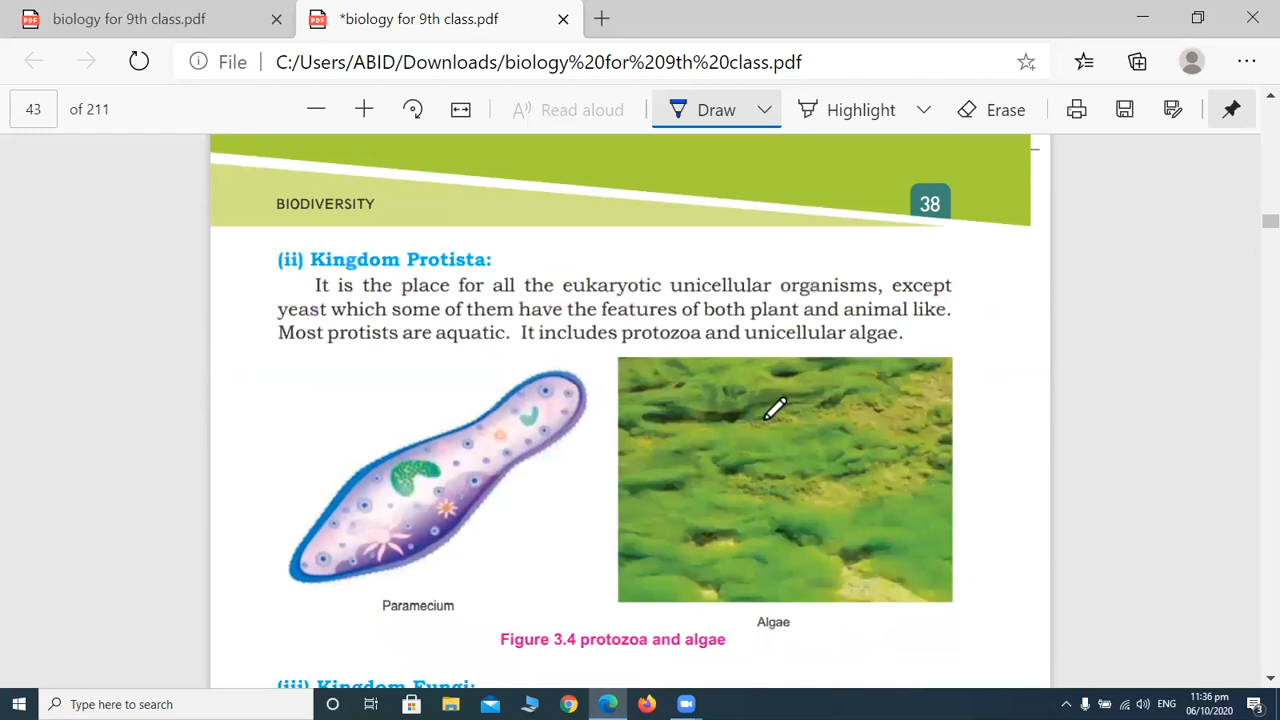 biology for 9th class.pdf
*biology for 9th class.pdf
File C:/Users/ABID/Downloads/biology%20for%209th%20class.pdf
43 of 211
Read aloud
Draw
Highlight
Erase
BIODIVERSITY
38
(ii) Kingdom Protista:
It is the place for all the eukaryotic unicellular organisms, except
yeast which some of them have the features of both plant and animal like.
Most protists are aquatic. It includes protozoa and unicellular algae.
Paramecium
Algae
Figure 3.4 protozoa and algae
(iii) Kingdom Fungi:
Type here to search
ENG
11:36 pm
06/10/2020